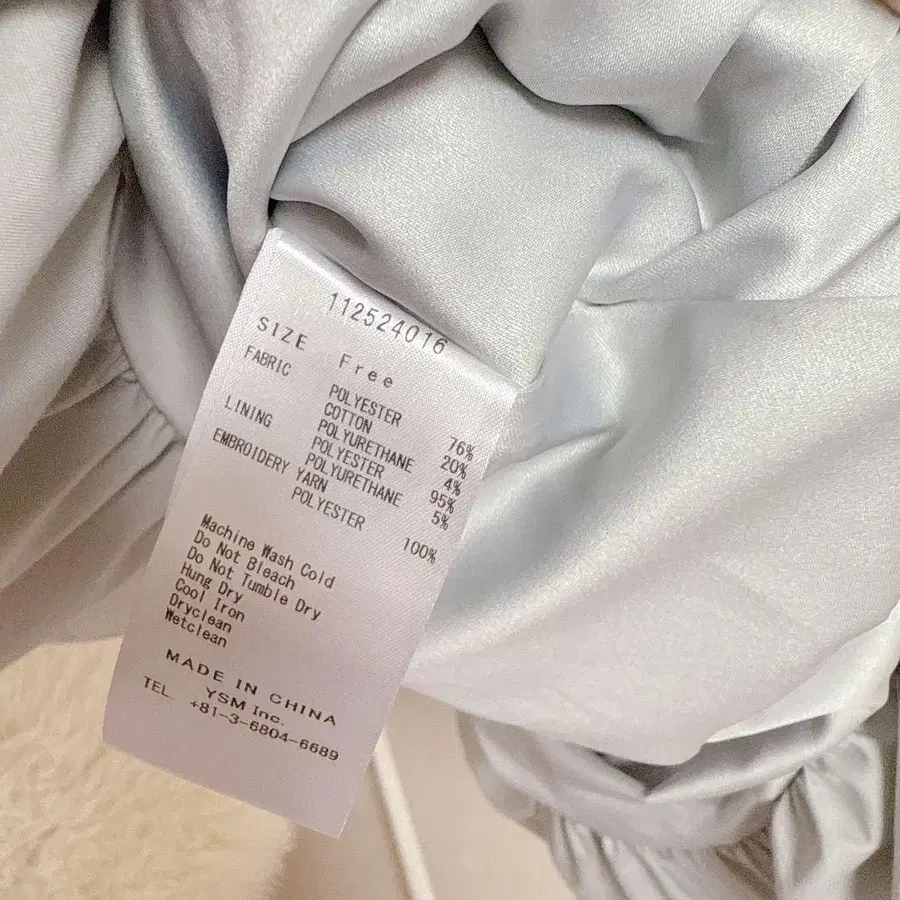 112524016
SIZE Free
FABRIC POLYESTER 76%
COTTON 20%
POLYURETHANE 4%
LINING POLYESTER 95%
POLYURETHANE 5%
EMBROIDERY YARN
POLYESTER 100%
Machine Wash Cold
Do Not Bleach
Do Not Tumble Dry
Hung Dry
Cool Iron
Dryclean
Wetclean
MADE IN CHINA
YSM Inc.
TEL +81-3-6804-6689